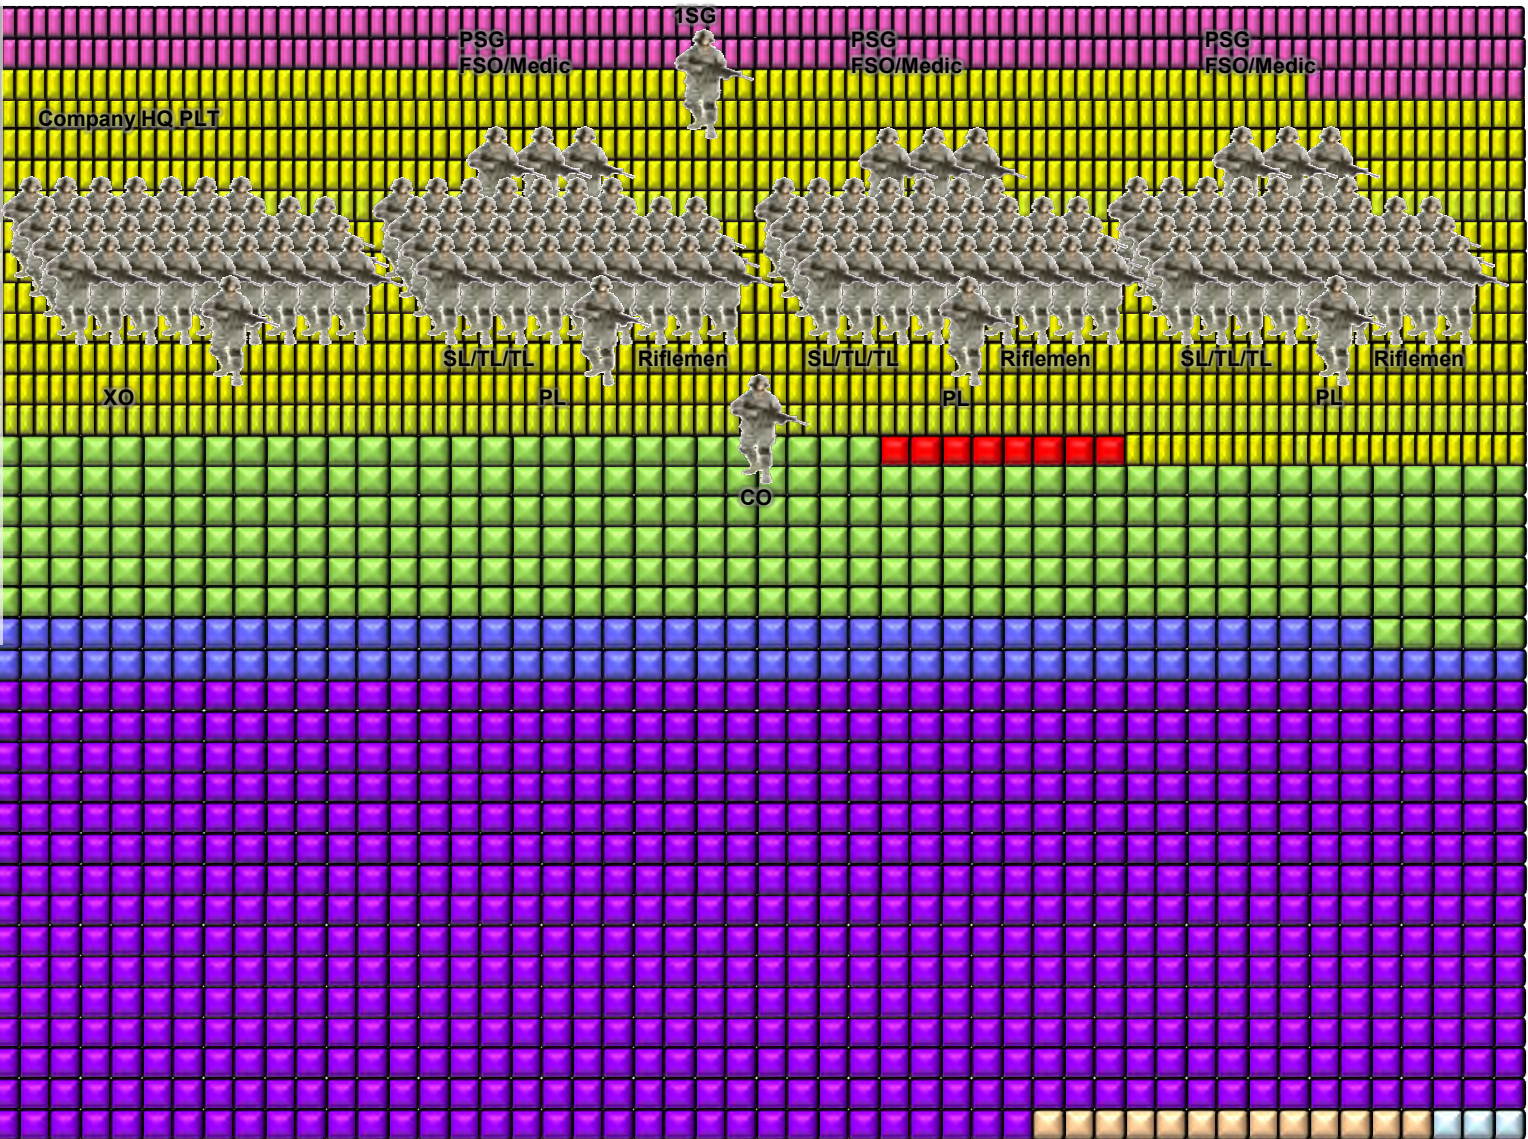 1SG
PSG
FSO/Medic
PSG
FSO/Medic
PSG
FSO/Medic
Company HQ PLT
SL/TL/TL
Riflemen
SL/TL/TL
Riflemen
SL/TL/TL
Riflemen
XO
PL
PL
PL
CO